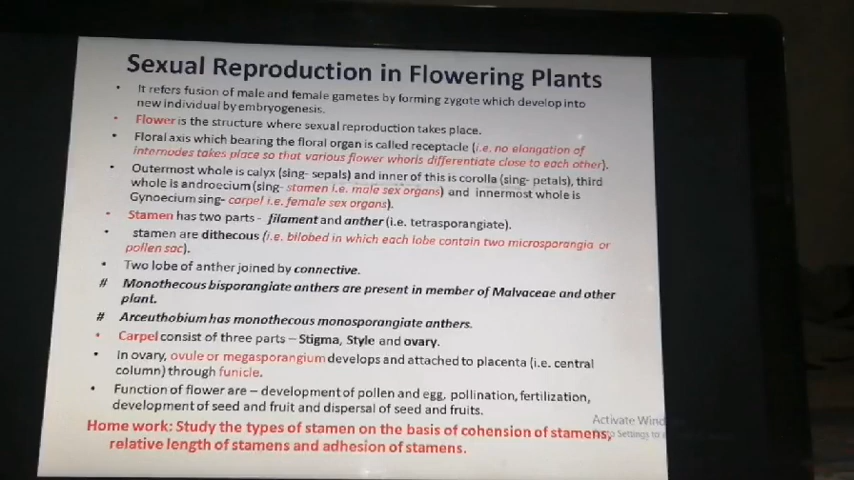 Sexual Reproduction in Flowering Plants
• It refers fusion of male and female gametes by forming zygote which develop into
new individual by embryogenesis.
• Flower is the structure where sexual reproduction takes place.
• Floral axis which bearing the floral organ is called receptacle (i.e. no elongation of
internodes takes place so that various flower whorls differentiate close to each other).
• Outermost whole is calyx (sing- sepals) and inner of this is corolla (sing- petals), third
whole is androecium (sing- stamen i.e. male sex organs) and innermost whole is
Gynoecium sing- carpel i.e. female sex organs).
• Stamen has two parts - filament and anther (i.e. tetrasporangiate).
• stamen are dithecous (i.e. bilobed in which each lobe contain two microsporangia or
pollen sac).
• Two lobe of anther joined by connective.
# Monothecous bisporangiate anthers are present in member of Malvaceae and other
plant.
# Arceuthobium has monothecous monosporangiate anthers.
• Carpel consist of three parts – Stigma, Style and ovary.
• In ovary, ovule or megasporangium develops and attached to placenta (i.e. central
column) through funicle.
• Function of flower are – development of pollen and egg, pollination, fertilization,
development of seed and fruit and dispersal of seed and fruits.
Home work: Study the types of stamen on the basis of cohension of stamens,
relative length of stamens and adhesion of stamens.
Activate Wind
Settings to